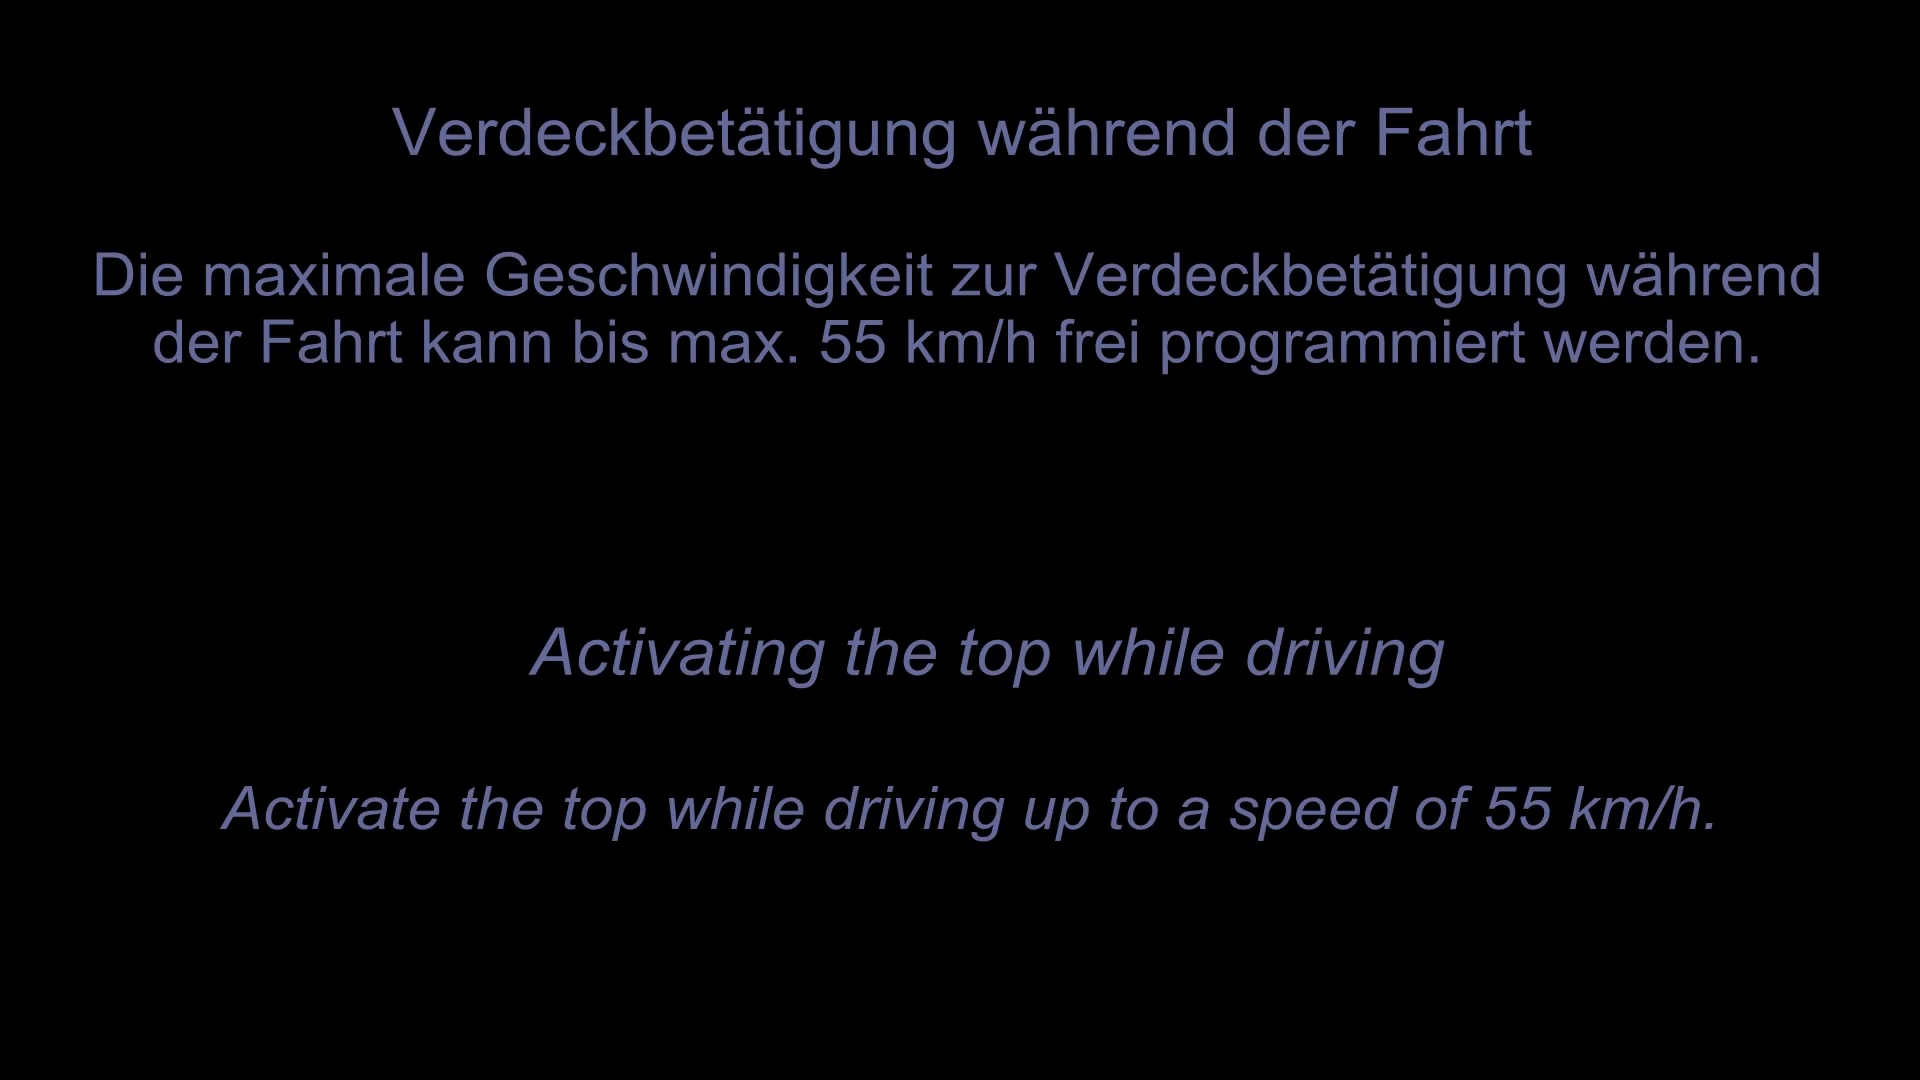 Verdeckbetätigung während der Fahrt
Die maximale Geschwindigkeit zur Verdeckbetätigung während
der Fahrt kann bis max. 55 km/h frei programmiert werden.
Activating the top while driving
Activate the top while driving up to a speed of 55 km/h.